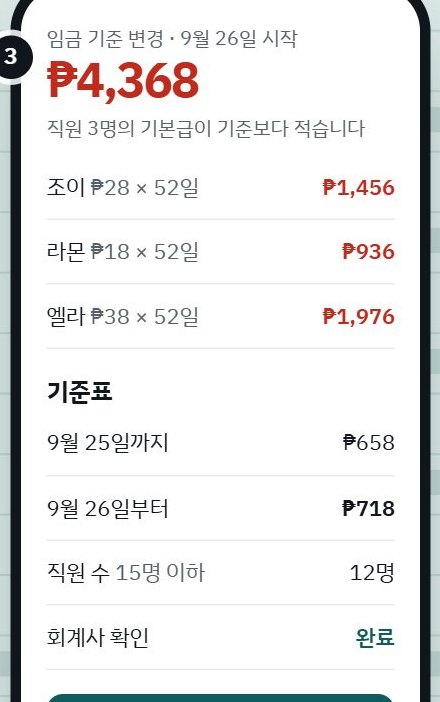 3
임금 기준 변경 · 9월 26일 시작
₱4,368
직원 3명의 기본급이 기준보다 적습니다
조이 ₱28 × 52일 ₱1,456
라몬 ₱18 × 52일 ₱936
엘라 ₱38 × 52일 ₱1,976
기준표
9월 25일까지 ₱658
9월 26일부터 ₱718
직원 수 15명 이하 12명
회계사 확인 완료